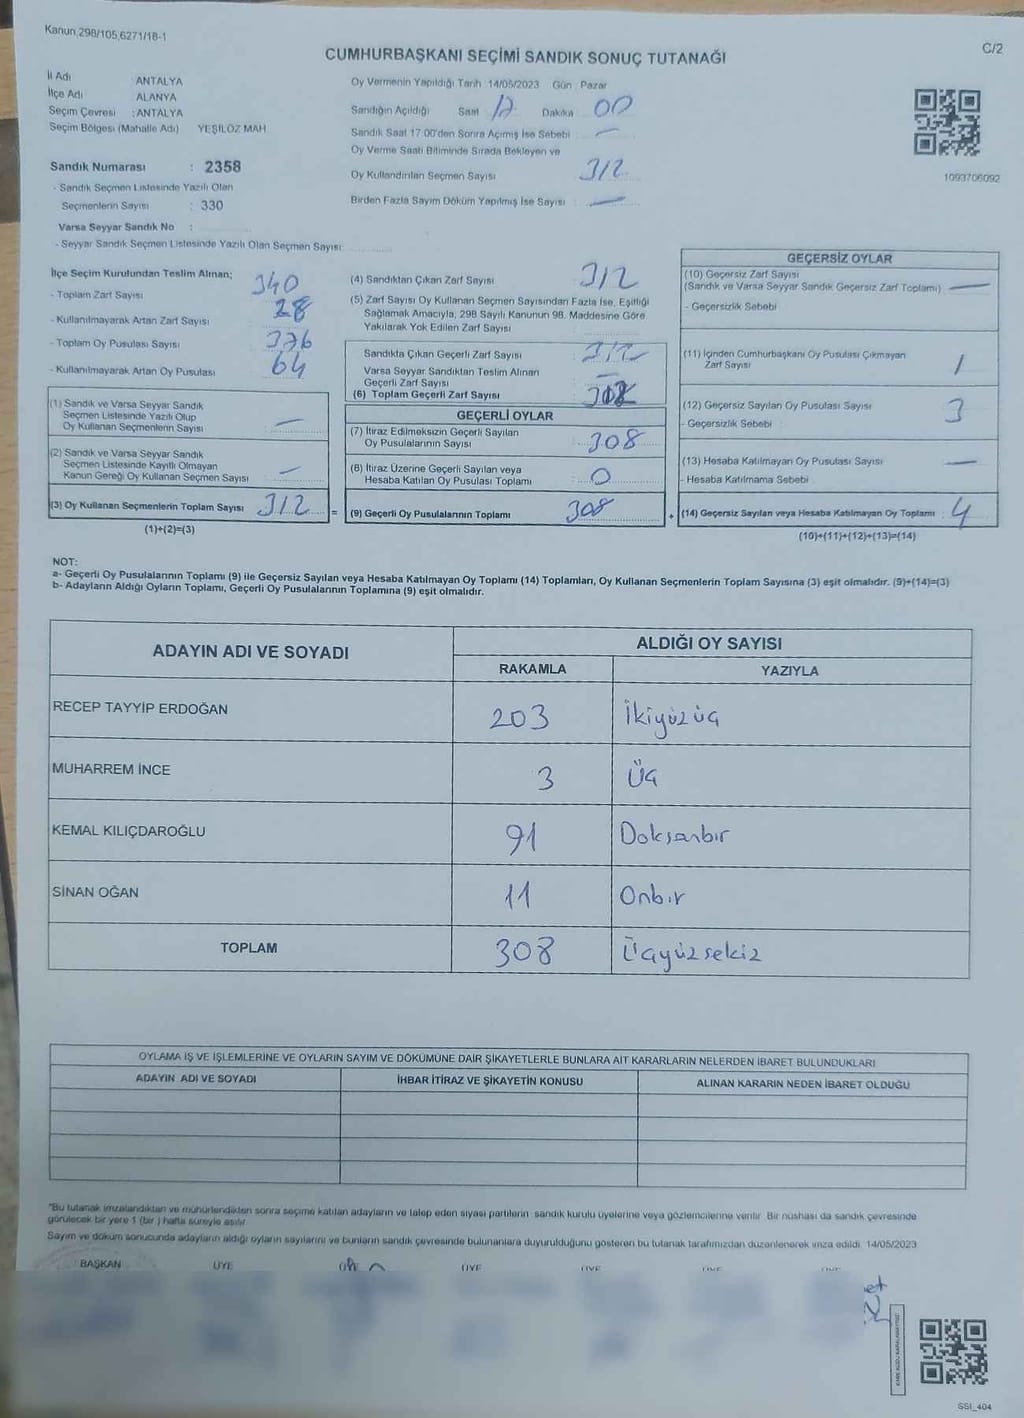 Kanun,298/105,6271/18-1
C/2
CUMHURBAŞKANI SEÇİMİ SANDIK SONUÇ TUTANAĞI
İl Adı ANTALYA
İlçe Adı ALANYA
Seçim Çevresi : ANTALYA
Seçim Bölgesi (Mahalle Adı) YEŞİLÖZ MAH
Sandık Numarası : 2358
- Sandık Seçmen Listesinde Yazılı Olan
Seçmenlerin Sayısı : 330
Varsa Seyyar Sandık No :
- Seyyar Sandık Seçmen Listesinde Yazılı Olan Seçmen Sayısı:
Oy Vermenin Yapıldığı Tarih :14/05/2023 Gün : Pazar
Sandığın Açıldığı Saat 17 Dakika 00
Sandık Saat 17:00'den Sonra Açılmış İse Sebebi : —
Oy Verme Saati Bitiminde Sırada Bekleyen ve
Oy Kullandırılan Seçmen Sayısı : 312
Birden Fazla Sayım Döküm Yapılmış İse Sayısı : —
1093706092
İlçe Seçim Kurulundan Teslim Alınan;
- Toplam Zarf Sayısı 340
- Kullanılmayarak Artan Zarf Sayısı 28
- Toplam Oy Pusulası Sayısı 376
- Kullanılmayarak Artan Oy Pusulası 64
(1) Sandık ve Varsa Seyyar Sandık
Seçmen Listesinde Yazılı Olup
Oy Kullanan Seçmenlerin Sayısı : —
(2) Sandık ve Varsa Seyyar Sandık
Seçmen Listesinde Kayıtlı Olmayan
Kanun Gereği Oy Kullanan Seçmen Sayısı —
(3) Oy Kullanan Seçmenlerin Toplam Sayısı 312 =
(1)+(2)=(3)
(4) Sandıktan Çıkan Zarf Sayısı 312
(5) Zarf Sayısı Oy Kullanan Seçmen Sayısından Fazla İse, Eşitliği
Sağlamak Amacıyla, 298 Sayılı Kanunun 98. Maddesine Göre
Yakılarak Yok Edilen Zarf Sayısı
Sandıkta Çıkan Geçerli Zarf Sayısı : 312
Varsa Seyyar Sandıktan Teslim Alınan
Geçerli Zarf Sayısı : —
(6) Toplam Geçerli Zarf Sayısı
GEÇERLİ OYLAR
(7) İtiraz Edilmeksizin Geçerli Sayılan
Oy Pusulalarının Sayısı : 308
(8) İtiraz Üzerine Geçerli Sayılan veya
Hesaba Katılan Oy Pusulası Toplamı : 0
(9) Geçerli Oy Pusulalarının Toplamı 308 +
GEÇERSİZ OYLAR
(10) Geçersiz Zarf Sayısı
(Sandık ve Varsa Seyyar Sandık Geçersiz Zarf Toplamı) —
- Geçersizlik Sebebi
(11) İçinden Cumhurbaşkanı Oy Pusulası Çıkmayan
Zarf Sayısı 1
(12) Geçersiz Sayılan Oy Pusulası Sayısı 3
- Geçersizlik Sebebi
(13) Hesaba Katılmayan Oy Pusulası Sayısı —
- Hesaba Katılmama Sebebi
(14) Geçersiz Sayılan veya Hesaba Katılmayan Oy Toplamı : 4
(10)+(11)+(12)+(13)=(14)
NOT:
a- Geçerli Oy Pusulalarının Toplamı (9) ile Geçersiz Sayılan veya Hesaba Katılmayan Oy Toplamı (14) Toplamları, Oy Kullanan Seçmenlerin Toplam Sayısına (3) eşit olmalıdır. (9)+(14)=(3)
b- Adayların Aldığı Oyların Toplamı, Geçerli Oy Pusulalarının Toplamına (9) eşit olmalıdır.
ADAYIN ADI VE SOYADI ALDIĞI OY SAYISI
RAKAMLA YAZIYLA
RECEP TAYYİP ERDOĞAN 203 İkiyüzüç
MUHARREM İNCE 3 Üç
KEMAL KILIÇDAROĞLU 91 Doksanbir
SİNAN OĞAN 11 Onbir
TOPLAM 308 Üçyüzsekiz
OYLAMA İŞ VE İŞLEMLERİNE VE OYLARIN SAYIM VE DÖKÜMÜNE DAİR ŞİKAYETLERLE BUNLARA AİT KARARLARIN NELERDEN İBARET BULUNDUKLARI
ADAYIN ADI VE SOYADI İHBAR İTİRAZ VE ŞİKAYETİN KONUSU ALINAN KARARIN NEDEN İBARET OLDUĞU
"Bu tutanak imzalandıktan ve mühürlendikten sonra seçime katılan adayların ve talep eden siyasi partilerin sandık kurulu üyelerine veya gözlemcilerine verilir. Bir nüshası da sandık çevresinde
görülecek bir yere 1 (bir ) hafta süreyle asılır.
Sayım ve döküm sonucunda adayların aldığı oyların sayılarını ve bunların sandık çevresinde bulunanlara duyurulduğunu gösteren bu tutanak tarafımızdan düzenlenerek imza edildi. 14/05/2023
BAŞKAN ÜYE ÜYE ÜYE ÜYE ÜYE ÜYE
SSI_404